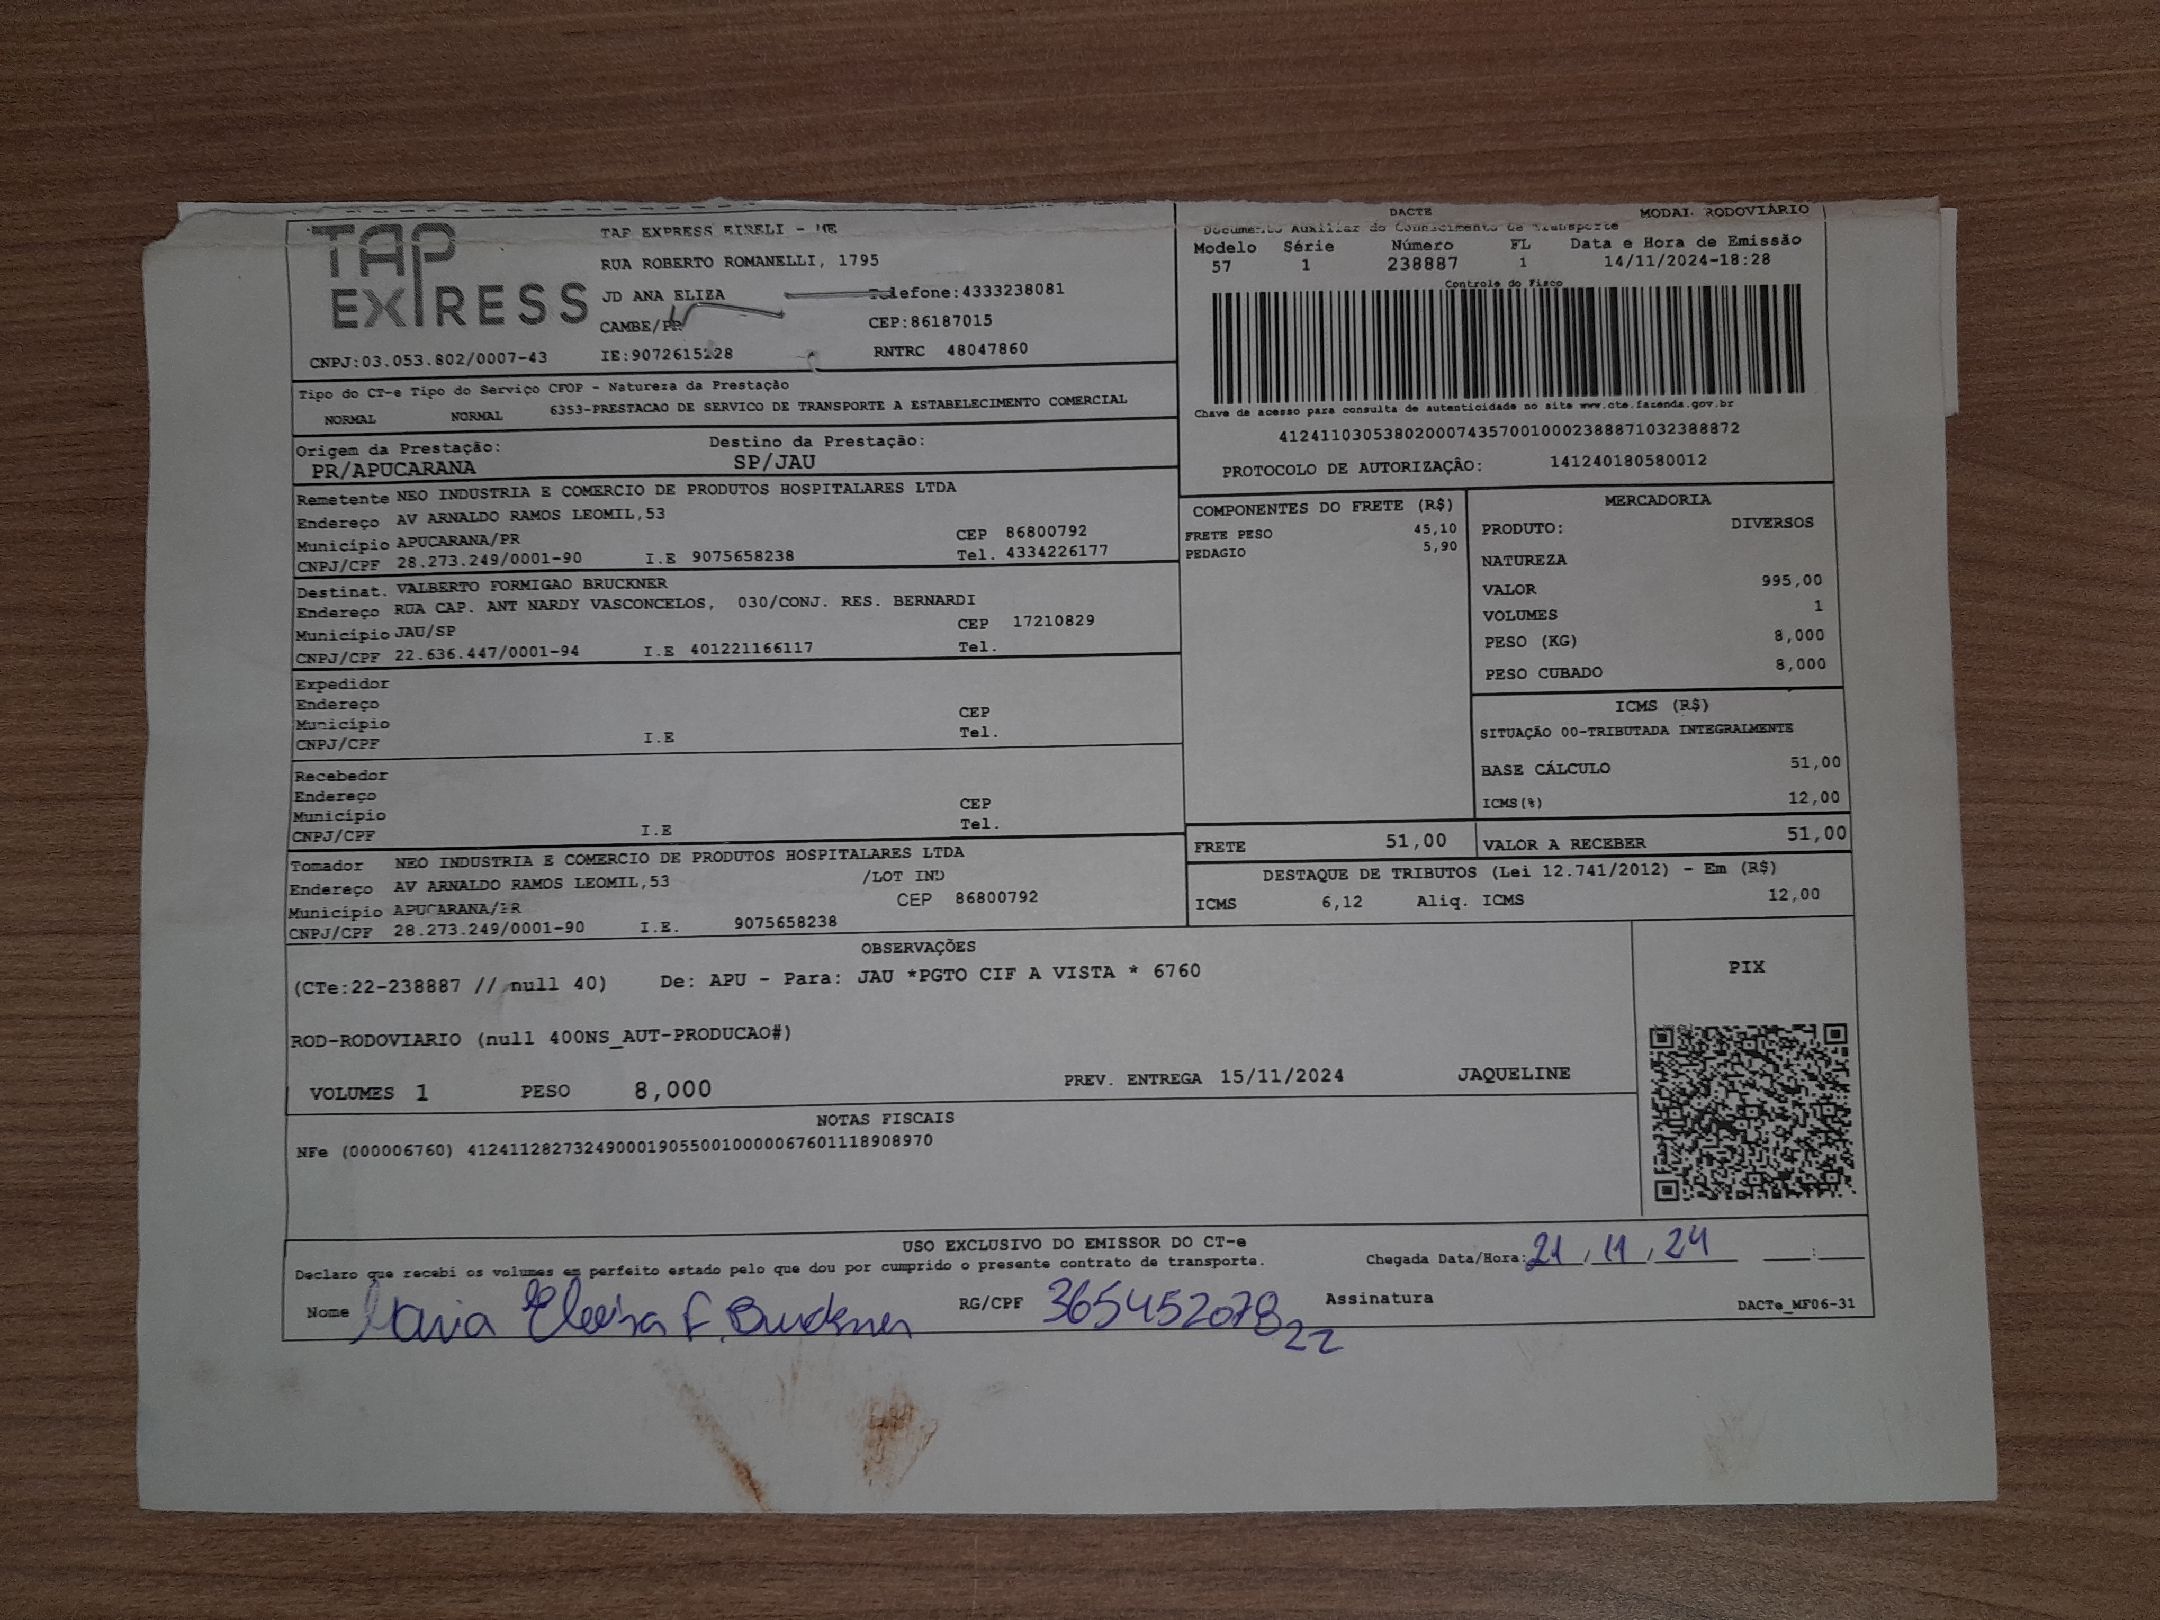 TAP EXPRESS
TAP EXPRESS EIRELI - ME
RUA ROBERTO ROMANELLI, 1795
JD ANA ELIZA Telefone:4333238081
CAMBE/PR CEP:86187015
CNPJ:03.053.802/0007-43 IE:9072615228 RNTRC 48047860
DACTE MODAL RODOVIÁRIO
Documento Auxiliar do Conhecimento de Transporte
Modelo Série Número FL Data e Hora de Emissão
57 1 238887 1 14/11/2024-18:28
Controle do Fisco
Chave de acesso para consulta de autenticidade no site www.cte.fazenda.gov.br
41241103053802000743570010002388871032388872
PROTOCOLO DE AUTORIZAÇÃO: 141240180580012
Tipo do CT-e Tipo do Serviço CFOP - Natureza da Prestação
NORMAL NORMAL 6353-PRESTACAO DE SERVICO DE TRANSPORTE A ESTABELECIMENTO COMERCIAL
Origem da Prestação: Destino da Prestação:
PR/APUCARANA SP/JAU
Remetente NEO INDUSTRIA E COMERCIO DE PRODUTOS HOSPITALARES LTDA
Endereço AV ARNALDO RAMOS LEOMIL,53
Município APUCARANA/PR CEP 86800792
CNPJ/CPF 28.273.249/0001-90 I.E 9075658238 Tel. 4334226177
Destinat. VALBERTO FORMIGAO BRUCKNER
Endereço RUA CAP. ANT NARDY VASCONCELOS, 030/CONJ. RES. BERNARDI
Município JAU/SP CEP 17210829
CNPJ/CPF 22.636.447/0001-94 I.E 401221166117 Tel.
Expedidor
Endereço
Município CEP
CNPJ/CPF I.E Tel.
Recebedor
Endereço
Município CEP
CNPJ/CPF I.E Tel.
Tomador NEO INDUSTRIA E COMERCIO DE PRODUTOS HOSPITALARES LTDA
Endereço AV ARNALDO RAMOS LEOMIL,53 /LOT IND
Município APUCARANA/PR CEP 86800792
CNPJ/CPF 28.273.249/0001-90 I.E. 9075658238
COMPONENTES DO FRETE (R$)
FRETE PESO 45,10
PEDAGIO 5,90
MERCADORIA
PRODUTO: DIVERSOS
NATUREZA
VALOR 995,00
VOLUMES 1
PESO (KG) 8,000
PESO CUBADO 8,000
ICMS (R$)
SITUAÇÃO 00-TRIBUTADA INTEGRALMENTE
BASE CÁLCULO 51,00
ICMS(%) 12,00
FRETE 51,00 VALOR A RECEBER 51,00
DESTAQUE DE TRIBUTOS (Lei 12.741/2012) - Em (R$)
ICMS 6,12 Aliq. ICMS 12,00
OBSERVAÇÕES
(CTe:22-238887 // null 40) De: APU - Para: JAU *PGTO CIF A VISTA * 6760
ROD-RODOVIARIO (null 400NS_AUT-PRODUCAO#)
VOLUMES 1 PESO 8,000 PREV. ENTREGA 15/11/2024 JAQUELINE
PIX
NOTAS FISCAIS
NFe (000006760) 41241128273249000190550010000067601118908970
USO EXCLUSIVO DO EMISSOR DO CT-e
Declaro que recebi os volumes em perfeito estado pelo que dou por cumprido o presente contrato de transporte. Chegada Data/Hora: 21/11/24 __:__
Nome Maria Eloisa F. Bruckner RG/CPF 36545207822 Assinatura
DACTe_MF06-31